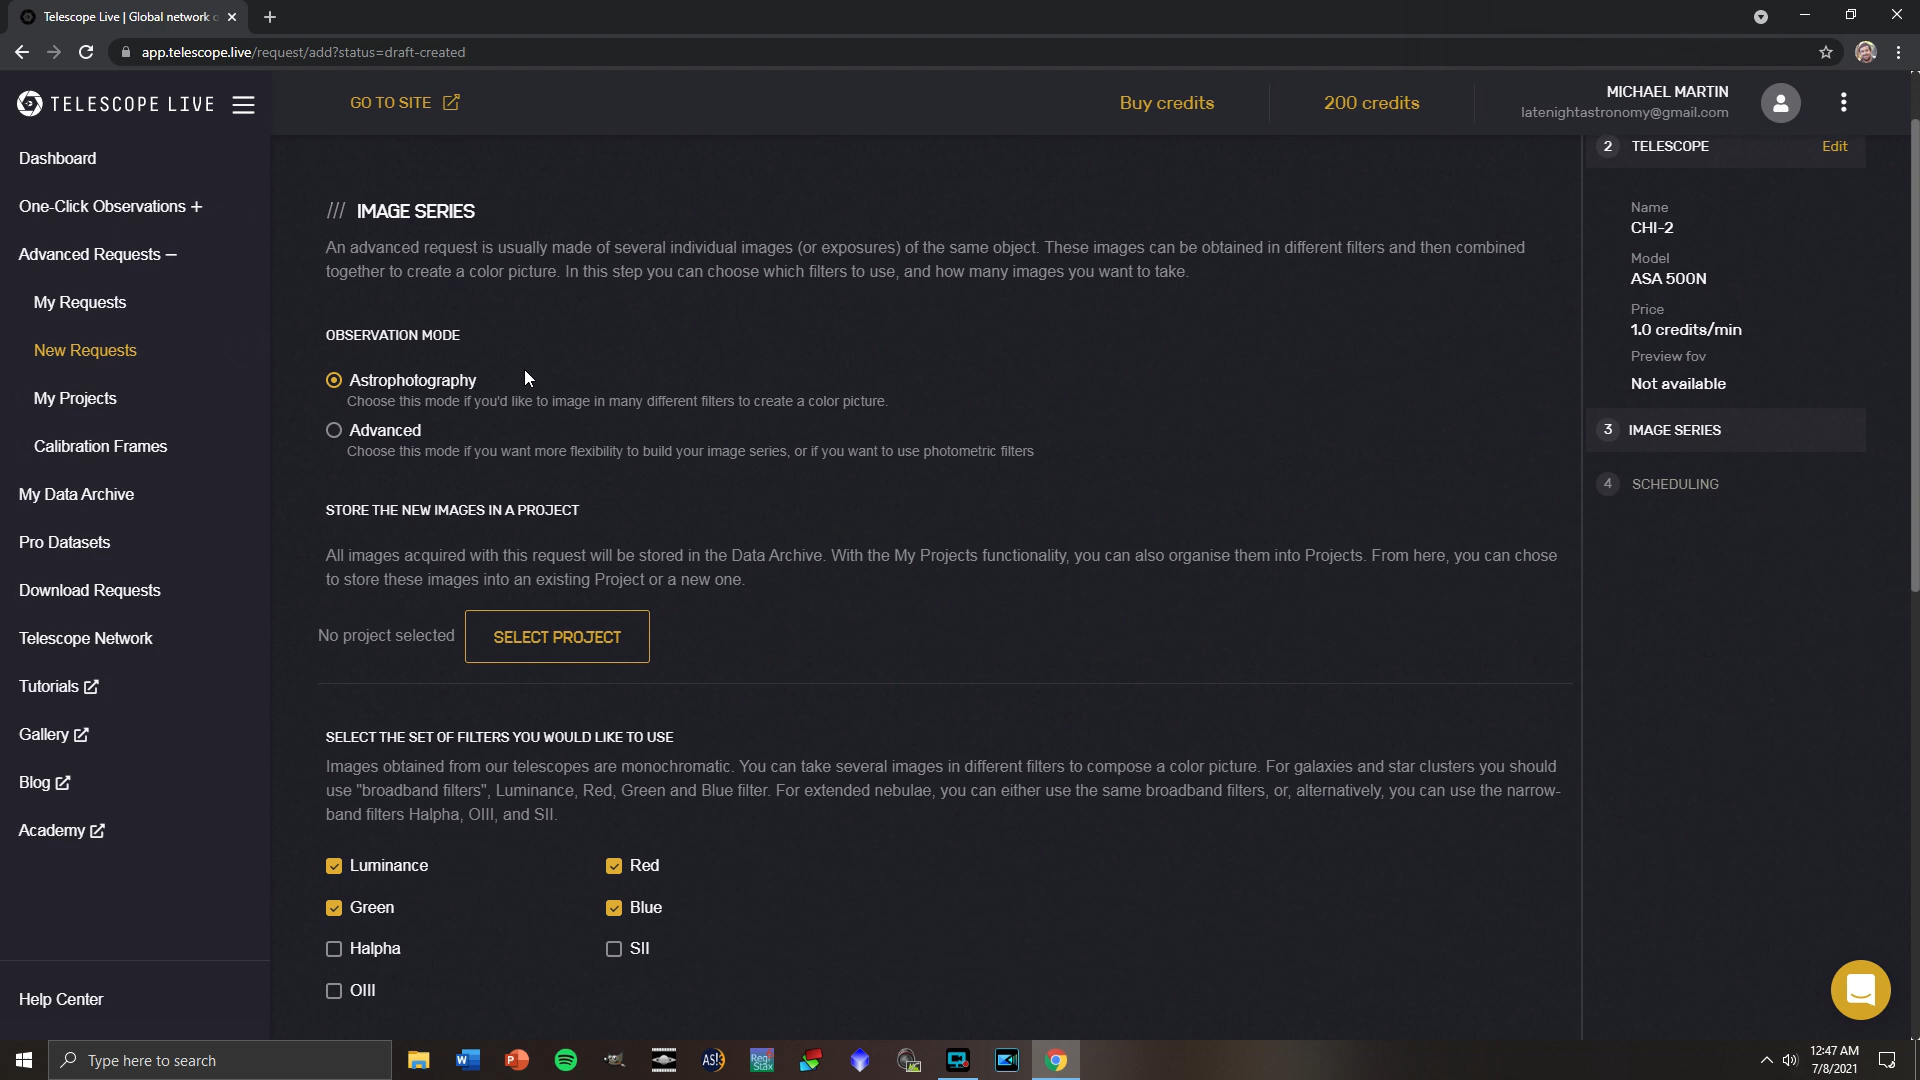 Telescope Live | Global network
app.telescope.live/request/add?status=draft-created
TELESCOPE LIVE
GO TO SITE
Buy credits
200 credits
MICHAEL MARTIN
latenightastronomy@gmail.com
Dashboard
One-Click Observations +
Advanced Requests –
My Requests
New Requests
My Projects
Calibration Frames
My Data Archive
Pro Datasets
Download Requests
Telescope Network
Tutorials
Gallery
Blog
Academy
Help Center
/// IMAGE SERIES
An advanced request is usually made of several individual images (or exposures) of the same object. These images can be obtained in different filters and then combined
together to create a color picture. In this step you can choose which filters to use, and how many images you want to take.
OBSERVATION MODE
Astrophotography
Choose this mode if you'd like to image in many different filters to create a color picture.
Advanced
Choose this mode if you want more flexibility to build your image series, or if you want to use photometric filters
STORE THE NEW IMAGES IN A PROJECT
All images acquired with this request will be stored in the Data Archive. With the My Projects functionality, you can also organise them into Projects. From here, you can chose
to store these images into an existing Project or a new one.
No project selected
SELECT PROJECT
SELECT THE SET OF FILTERS YOU WOULD LIKE TO USE
Images obtained from our telescopes are monochromatic. You can take several images in different filters to compose a color picture. For galaxies and star clusters you should
use "broadband filters", Luminance, Red, Green and Blue filter. For extended nebulae, you can either use the same broadband filters, or, alternatively, you can use the narrow-
band filters Halpha, OIII, and SII.
Luminance
Red
Green
Blue
Halpha
SII
OIII
2 TELESCOPE Edit
Name
CHI-2
Model
ASA 500N
Price
1.0 credits/min
Preview fov
Not available
3 IMAGE SERIES
4 SCHEDULING
Type here to search
AS!3
Regi
Stax
12:47 AM
7/8/2021